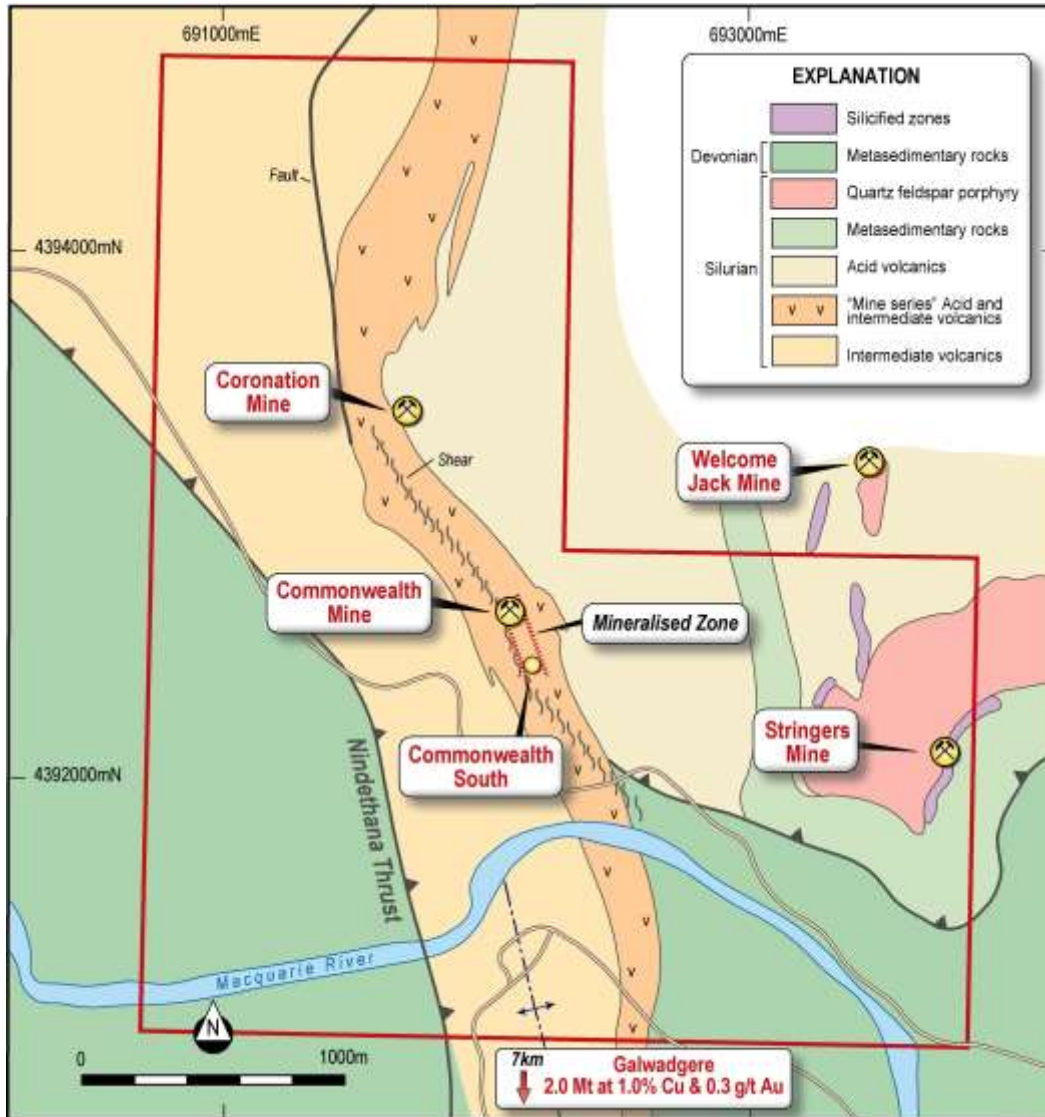 691000mE
693000mE
EXPLANATION
Silicified zones
Devonian
Metasedimentary rocks
Quartz feldspar porphyry
Metasedimentary rocks
Silurian
Acid volcanics
v v
"Mine series" Acid and
intermediate volcanics
Intermediate volcanics
Fault
4394000mN
Coronation
Mine
Shear
Welcome
Jack Mine
Commonwealth
Mine
Mineralised Zone
Stringers
Mine
Commonwealth
South
4392000mN
Nindethana Thrust
Macquarie River
N
0
1000m
7km
Galwadgere
2.0 Mt at 1.0% Cu & 0.3 g/t Au